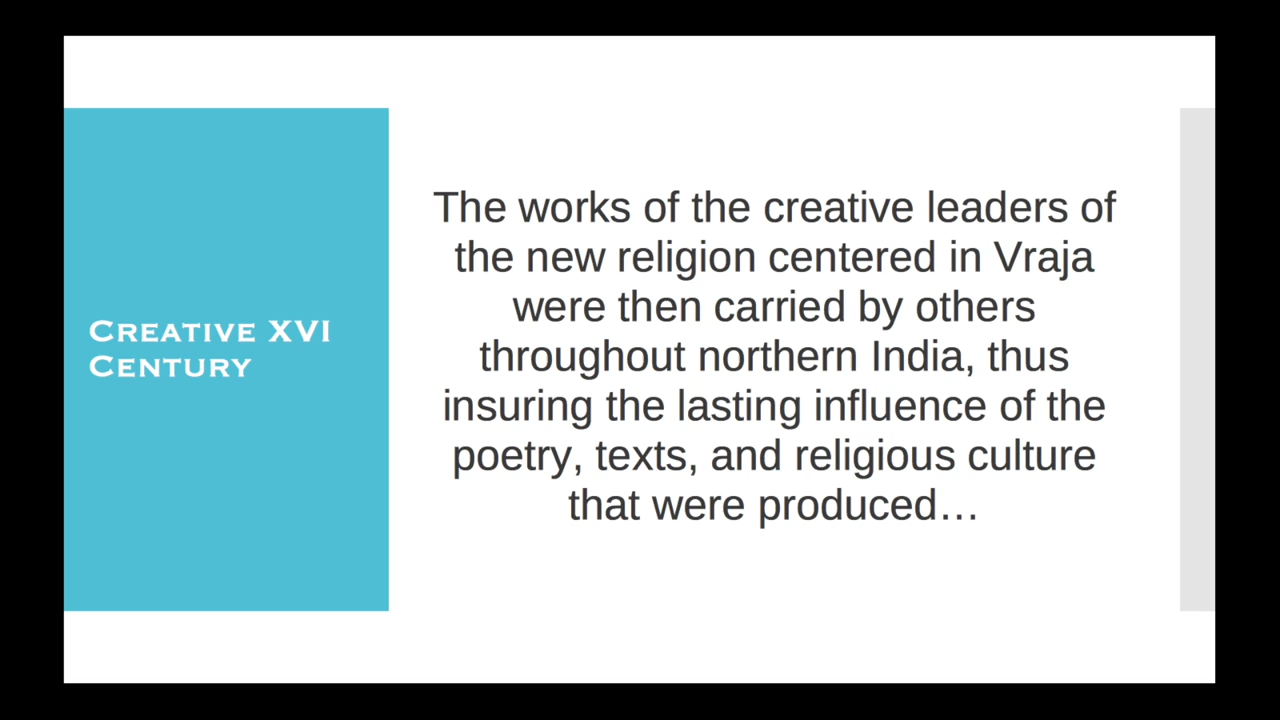 Creative XVI
Century
The works of the creative leaders of
the new religion centered in Vraja
were then carried by others
throughout northern India, thus
insuring the lasting influence of the
poetry, texts, and religious culture
that were produced…